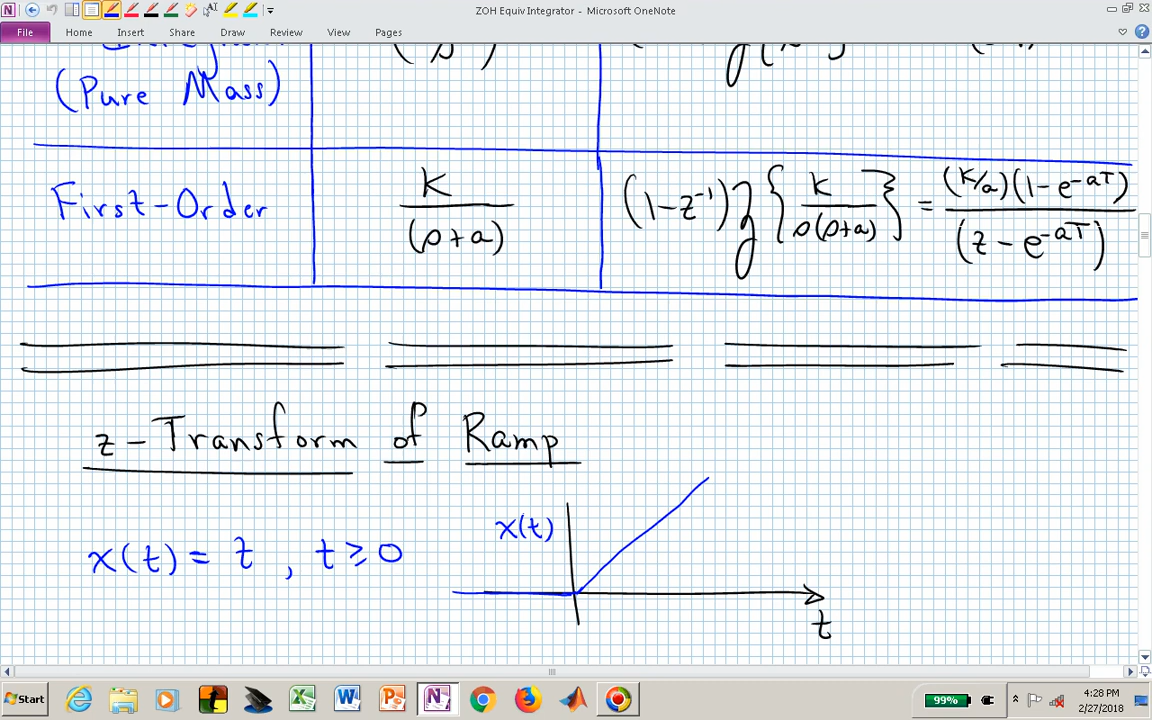 ZOH Equiv Integrator - Microsoft OneNote
File Home Insert Share Draw Review View Pages
(Pure Mass)
First-Order K/(s+a) (1-z⁻¹)Z{K/s(s+a)} = (K/a)(1-e^-aT)/(z-e^-aT)
z-Transform of Ramp
x(t)
x(t) = t , t ≥ 0
t
Start
99%
4:28 PM
2/27/2018